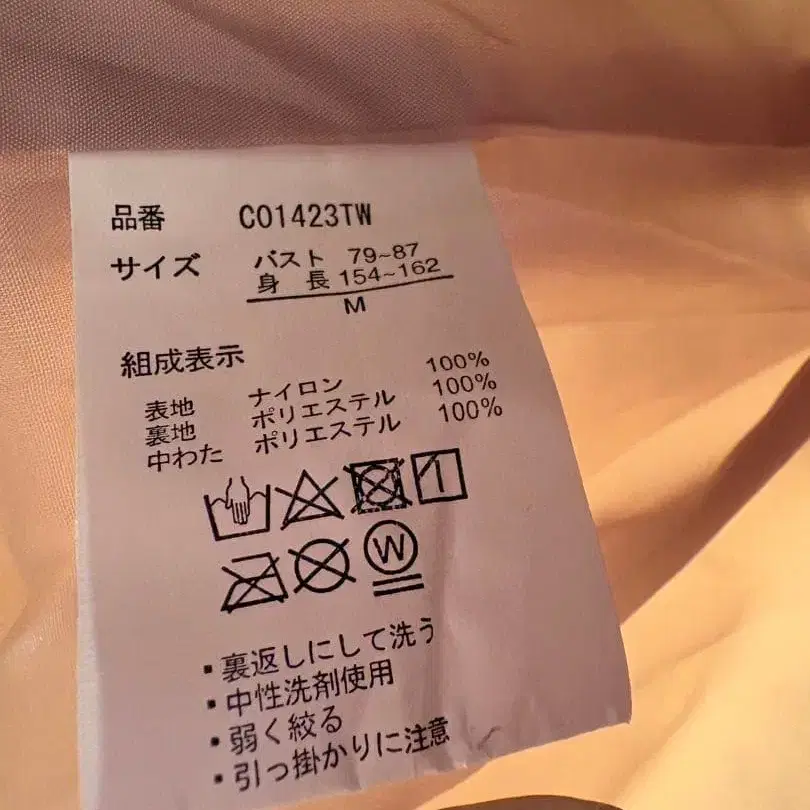 品番 C01423TW
サイズ バスト 79~87
身長 154~162
M
組成表示
表地 ナイロン 100%
裏地 ポリエステル 100%
中わた ポリエステル 100%
W
・裏返しにして洗う
・中性洗剤使用
・弱く絞る
・引っ掛かりに注意